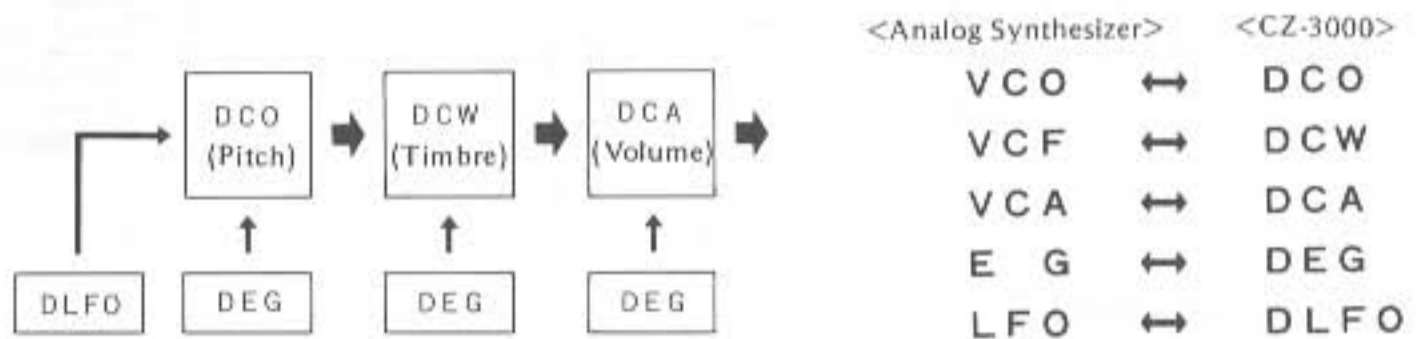 DCO
(Pitch)
DCW
(Timbre)
DCA
(Volume)
DLFO
DEG
DEG
DEG
<Analog Synthesizer> <CZ-3000>
VCO ↔ DCO
VCF ↔ DCW
VCA ↔ DCA
E G ↔ DEG
LFO ↔ DLFO